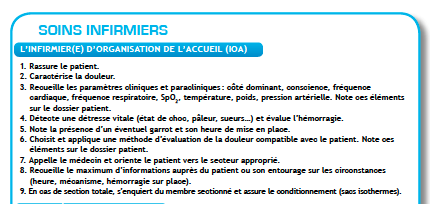 SOINS INFIRMIERS
L'INFIRMIER(E) D'ORGANISATION DE L'ACCUEIL (IOA)
1. Rassure le patient.
2. Caractérise la douleur.
3. Recueille les paramètres cliniques et paracliniques : côté dominant, conscience, fréquence
cardiaque, fréquence respiratoire, SpO2, température, poids, pression artérielle. Note ces éléments
sur le dossier patient.
4. Détecte une détresse vitale (état de choc, pâleur, sueurs...) et évalue l'hémorragie.
5. Note la présence d'un éventuel garrot et son heure de mise en place.
6. Choisit et applique une méthode d'évaluation de la douleur compatible avec le patient. Note ces
éléments sur le dossier patient.
7. Appelle le médecin et oriente le patient vers le secteur approprié.
8. Recueille le maximum d'informations auprès du patient ou son entourage sur les circonstances
(heure, mécanisme, hémorragie sur place).
9. En cas de section totale, s'enquiert du membre sectionné et assure le conditionnement (sacs isothermes).